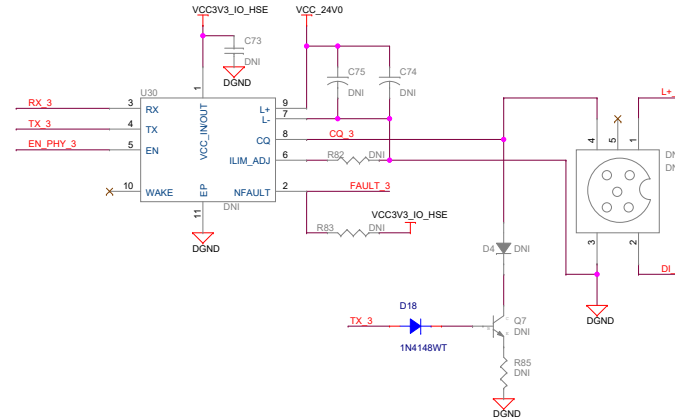 VCC3V3_IO_HSE
VCC_24V0
C73
DNI
DGND
C75
DNI
C74
DNI
U30
1
VCC_IN/OUT
RX_3
3
RX
TX_3
4
TX
EN_PHY_3
5
EN
10
WAKE
EP
11
DNI
DGND
L+
9
L-
7
CQ
8
CQ_3
ILIM_ADJ
6
R82
DNI
NFAULT
2
FAULT_3
R83
DNI
VCC3V3_IO_HSE
D4
DNI
TX_3
D18
1N4148WT
Q7
DNI
R85
DNI
DGND
4
5
1
L+_
3
2
DI_
DGND